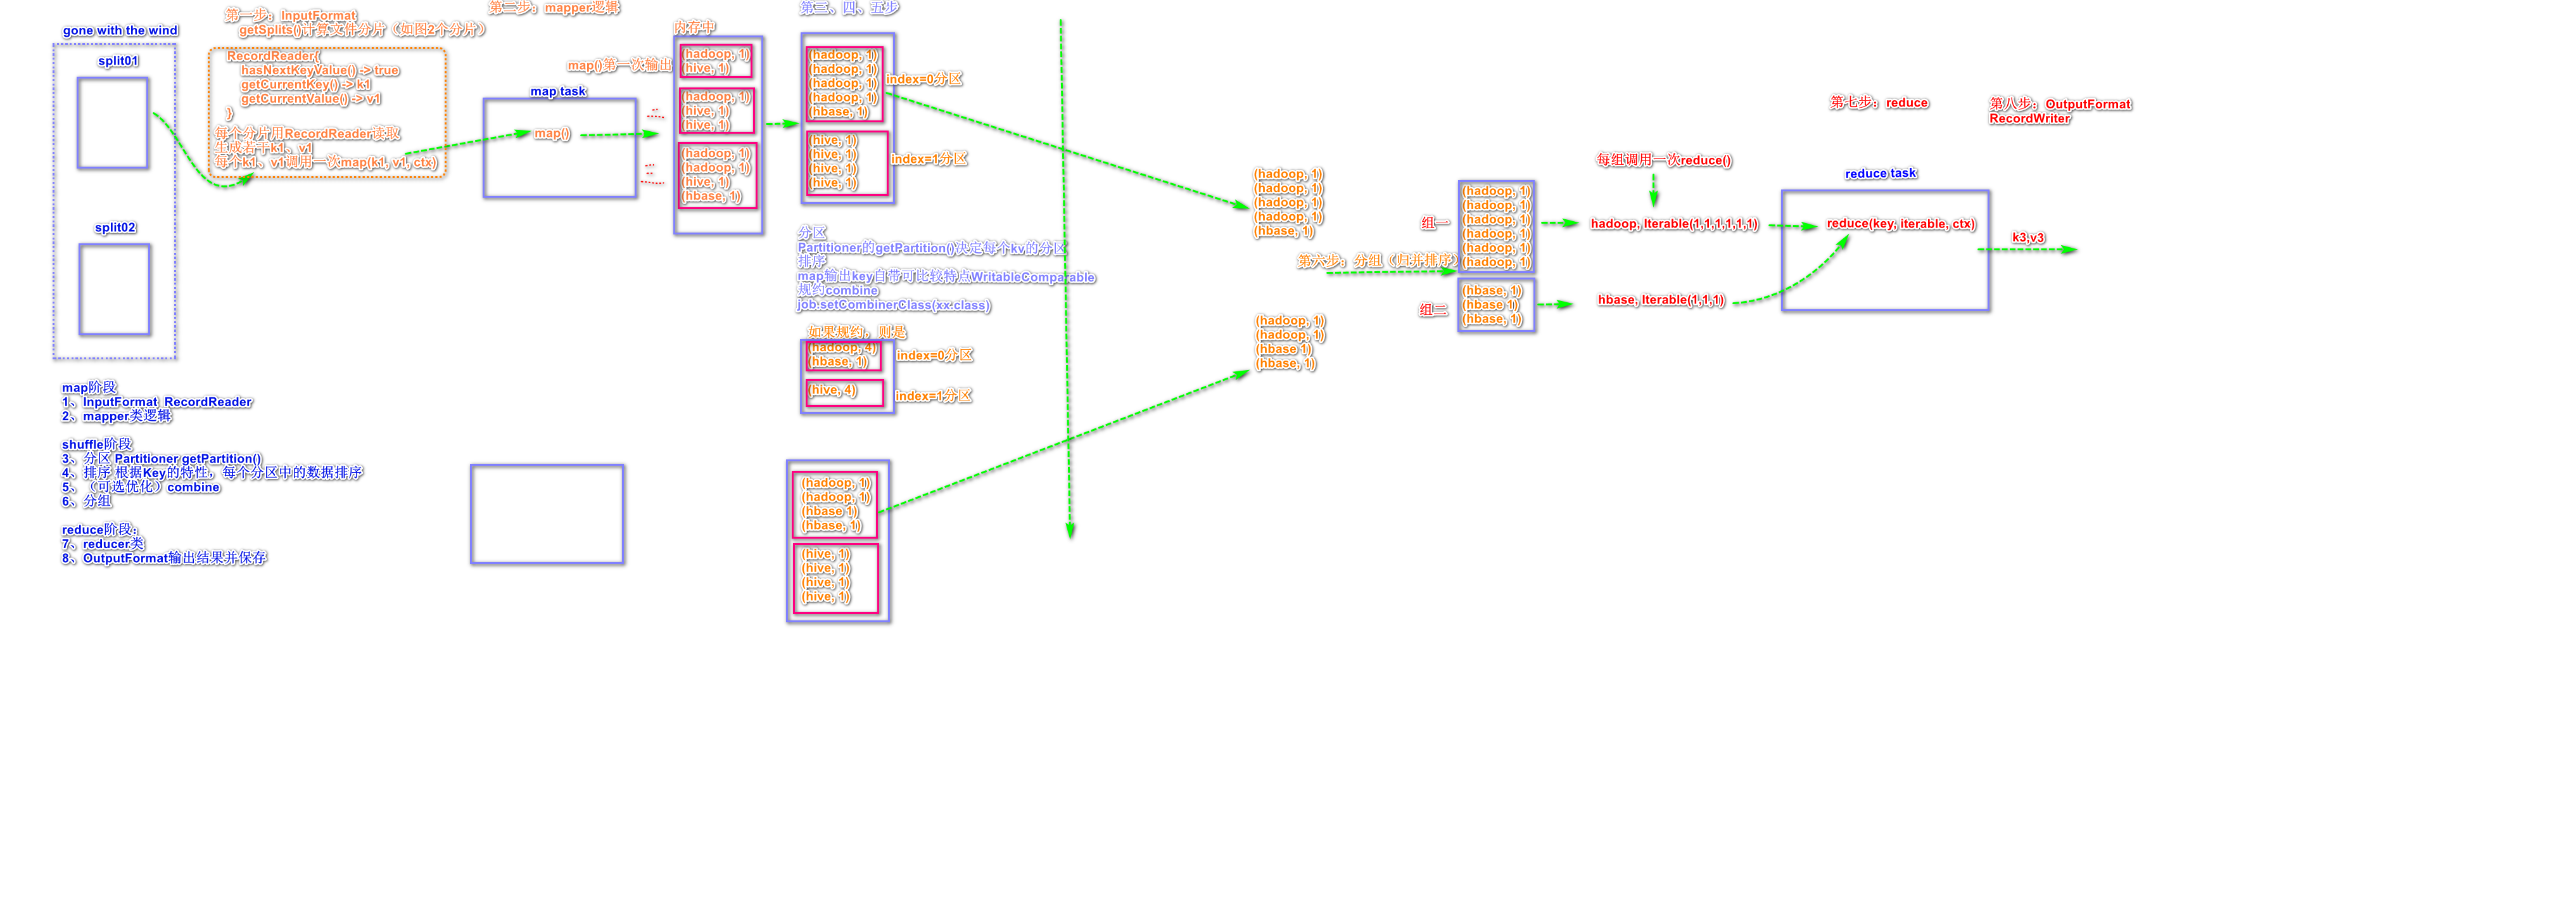 gone with the wind
split01
split02
map阶段
1、InputFormat  RecordReader
2、mapper类逻辑
shuffle阶段
3、分区 Partitioner getPartition()
4、排序 根据Key的特性，每个分区中的数据排序
5、（可选优化）combine
6、分组
reduce阶段：
7、reducer类
8、OutputFormat输出结果并保存
第一步：InputFormat
getSplits()计算文件分片（如图2个分片）
RecordReader{
hasNextKeyValue() -> true
getCurrentKey() -> k1
getCurrentValue() -> v1
}
每个分片用RecordReader读取
生成若干k1、v1
每个k1、v1调用一次map(k1, v1, ctx)
第二步：mapper逻辑
map task
map()
map()第一次输出
内存中
(hadoop, 1)
(hive, 1)
(hadoop, 1)
(hive, 1)
(hive, 1)
(hadoop, 1)
(hadoop, 1)
(hive, 1)
(hbase, 1)
第三、四、五步
(hadoop, 1)
(hadoop, 1)
(hadoop, 1)
(hadoop, 1)
(hbase, 1)
index=0分区
(hive, 1)
(hive, 1)
(hive, 1)
(hive, 1)
index=1分区
分区
Partitioner的getPartition()决定每个kv的分区
排序
map输出key自带可比较特点WritableComparable
规约combine
job.setCombinerClass(xx.class)
如果规约，则是
(hadoop, 4)
(hbase, 1)
index=0分区
(hive, 4)
index=1分区
(hadoop, 1)
(hadoop, 1)
(hbase 1)
(hbase, 1)
(hive, 1)
(hive, 1)
(hive, 1)
(hive, 1)
(hadoop, 1)
(hadoop, 1)
(hadoop, 1)
(hadoop, 1)
(hbase, 1)
(hadoop, 1)
(hadoop, 1)
(hbase 1)
(hbase, 1)
第六步：分组（归并排序）
组一
(hadoop, 1)
(hadoop, 1)
(hadoop, 1)
(hadoop, 1)
(hadoop, 1)
(hadoop, 1)
组二
(hbase, 1)
(hbase 1)
(hbase, 1)
每组调用一次reduce()
hadoop, Iterable(1,1,1,1,1,1)
hbase, Iterable(1,1,1)
第七步：reduce
reduce task
reduce(key, iterable, ctx)
第八步：OutputFormat
RecordWriter
k3,v3